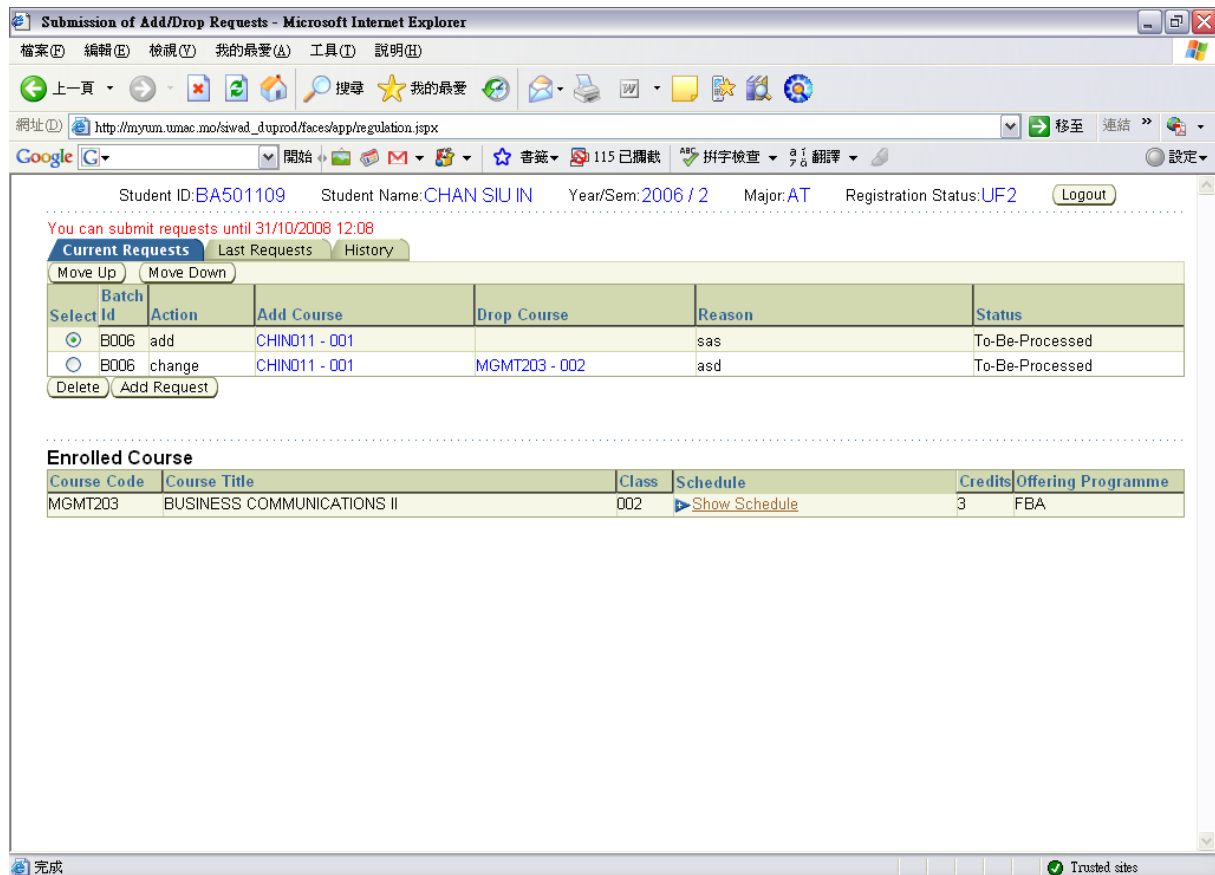 Submission of Add/Drop Requests - Microsoft Internet Explorer
檔案(F) 編輯(E) 檢視(V) 我的最愛(A) 工具(T) 說明(H)
上一頁 搜尋 我的最愛
網址(D) http://myum.umac.mo/siwad_duprod/faces/app/regulation.jspx 移至 連結 »
Google G 開始 書籤 115 已攔截 ABC 拼字檢查 翻譯 設定
Student ID:BA501109 Student Name:CHAN SIU IN Year/Sem:2006 / 2 Major:AT Registration Status:UF2 Logout
You can submit requests until 31/10/2008 12:08
Current Requests Last Requests History
Move Up Move Down
Select Batch Id Action Add Course Drop Course Reason Status
B006 add CHIN011 - 001 sas To-Be-Processed
B006 change CHIN011 - 001 MGMT203 - 002 asd To-Be-Processed
Delete Add Request
Enrolled Course
Course Code Course Title Class Schedule Credits Offering Programme
MGMT203 BUSINESS COMMUNICATIONS II 002 Show Schedule 3 FBA
完成 Trusted sites